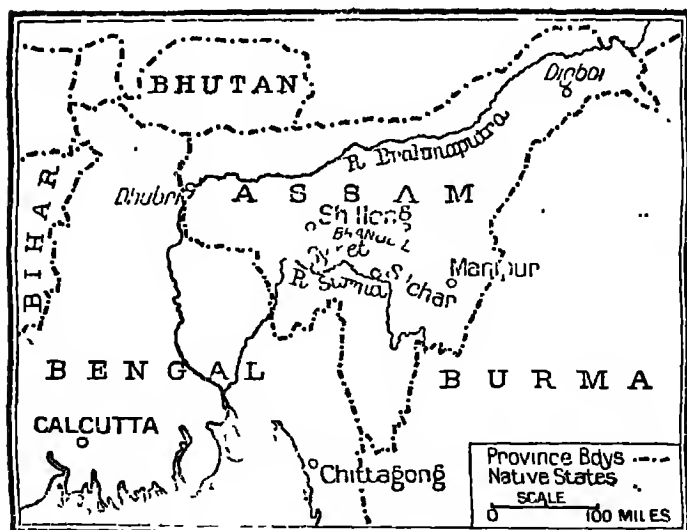 Digboi
BHUTAN
R. Brahmaputra
Dhubri
ASSAM
BIHAR
Shillong
Manipur
R. Surma
Silchar
BENGAL
BURMA
CALCUTTA
Chittagong
Province Bdys
Native States
SCALE
0 100 MILES